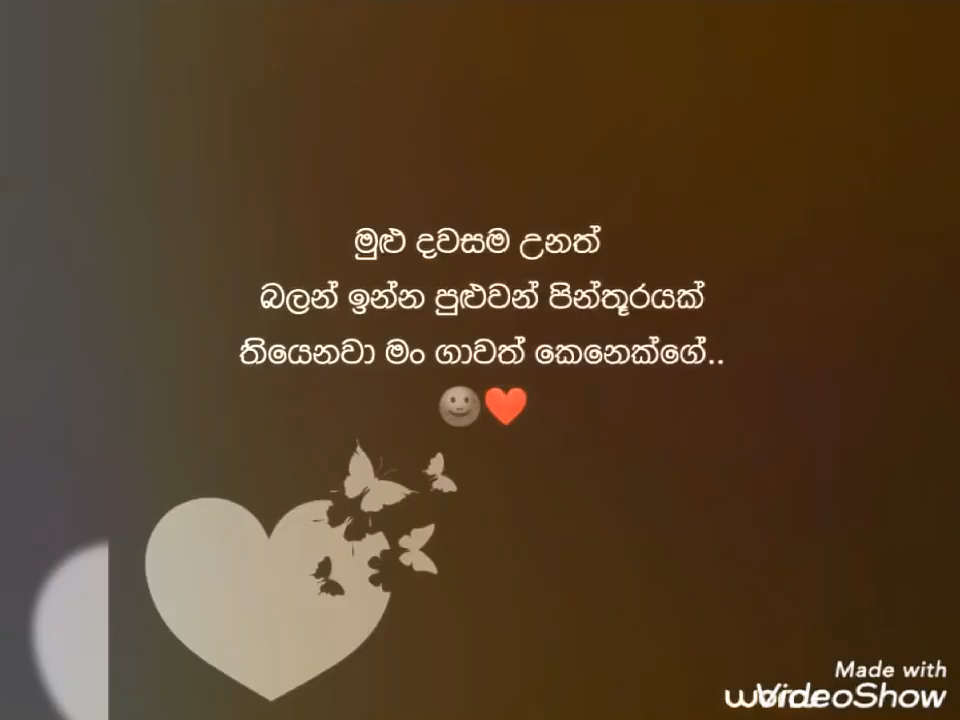 මුළු දවසම උනත්
බලන් ඉන්න පුළුවන් පින්තූරයක්
තියෙනවා මං ගාවත් කෙනෙක්ගේ..
🙂❤️
Made with
VideoShow